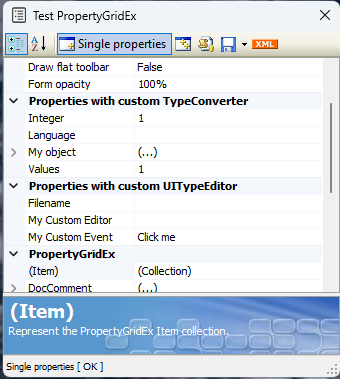 Test PropertyGridEx
Single properties
XML
Draw flat toolbar False
Form opacity 100%
Properties with custom TypeConverter
Integer 1
Language
My object (...)
Values 1
Properties with custom UITypeEditor
Filename
My Custom Editor
My Custom Event Click me
PropertyGridEx
(Item) (Collection)
DocComment (...)
(Item)
Represent the PropertyGridEx Item collection.
Single properties [ OK ]